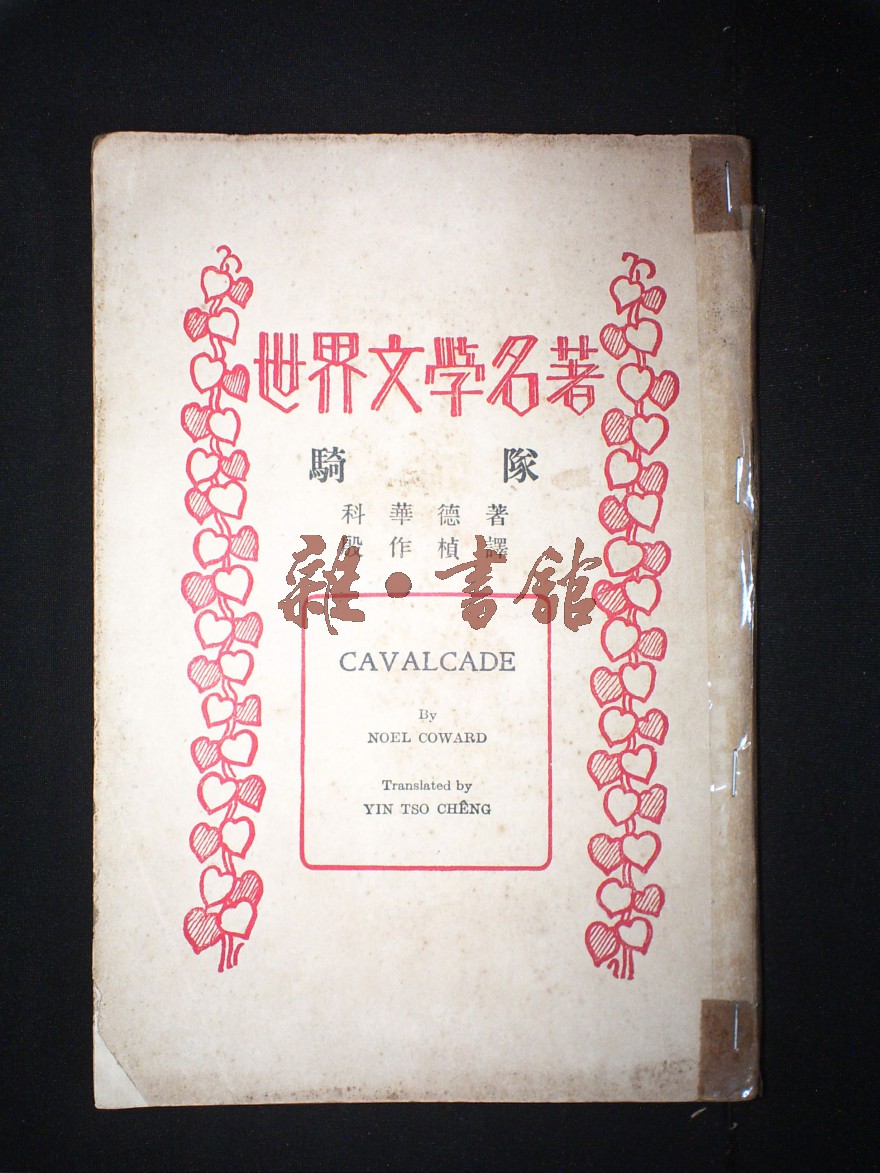 世界文學名著
騎隊
科華德著
殷作楨譯
雜•書館
CAVALCADE
By
NOEL COWARD
Translated by
YIN TSO CHÊNG